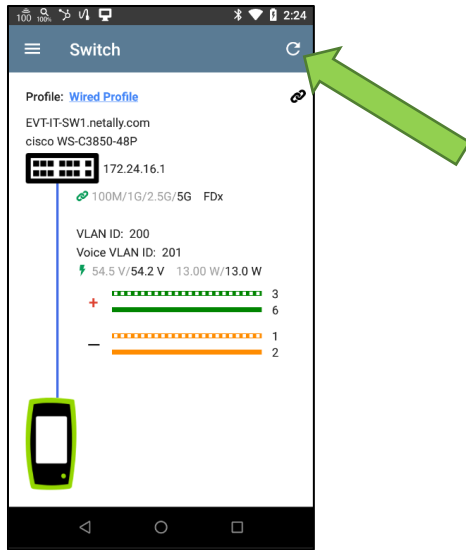 100 100% 2:24
Switch
Profile: Wired Profile
EVT-IT-SW1.netally.com
cisco WS-C3850-48P
172.24.16.1
100M/1G/2.5G/5G FDx
VLAN ID: 200
Voice VLAN ID: 201
54.5 V/54.2 V 13.00 W/13.0 W
+ 3
6
— 1
2